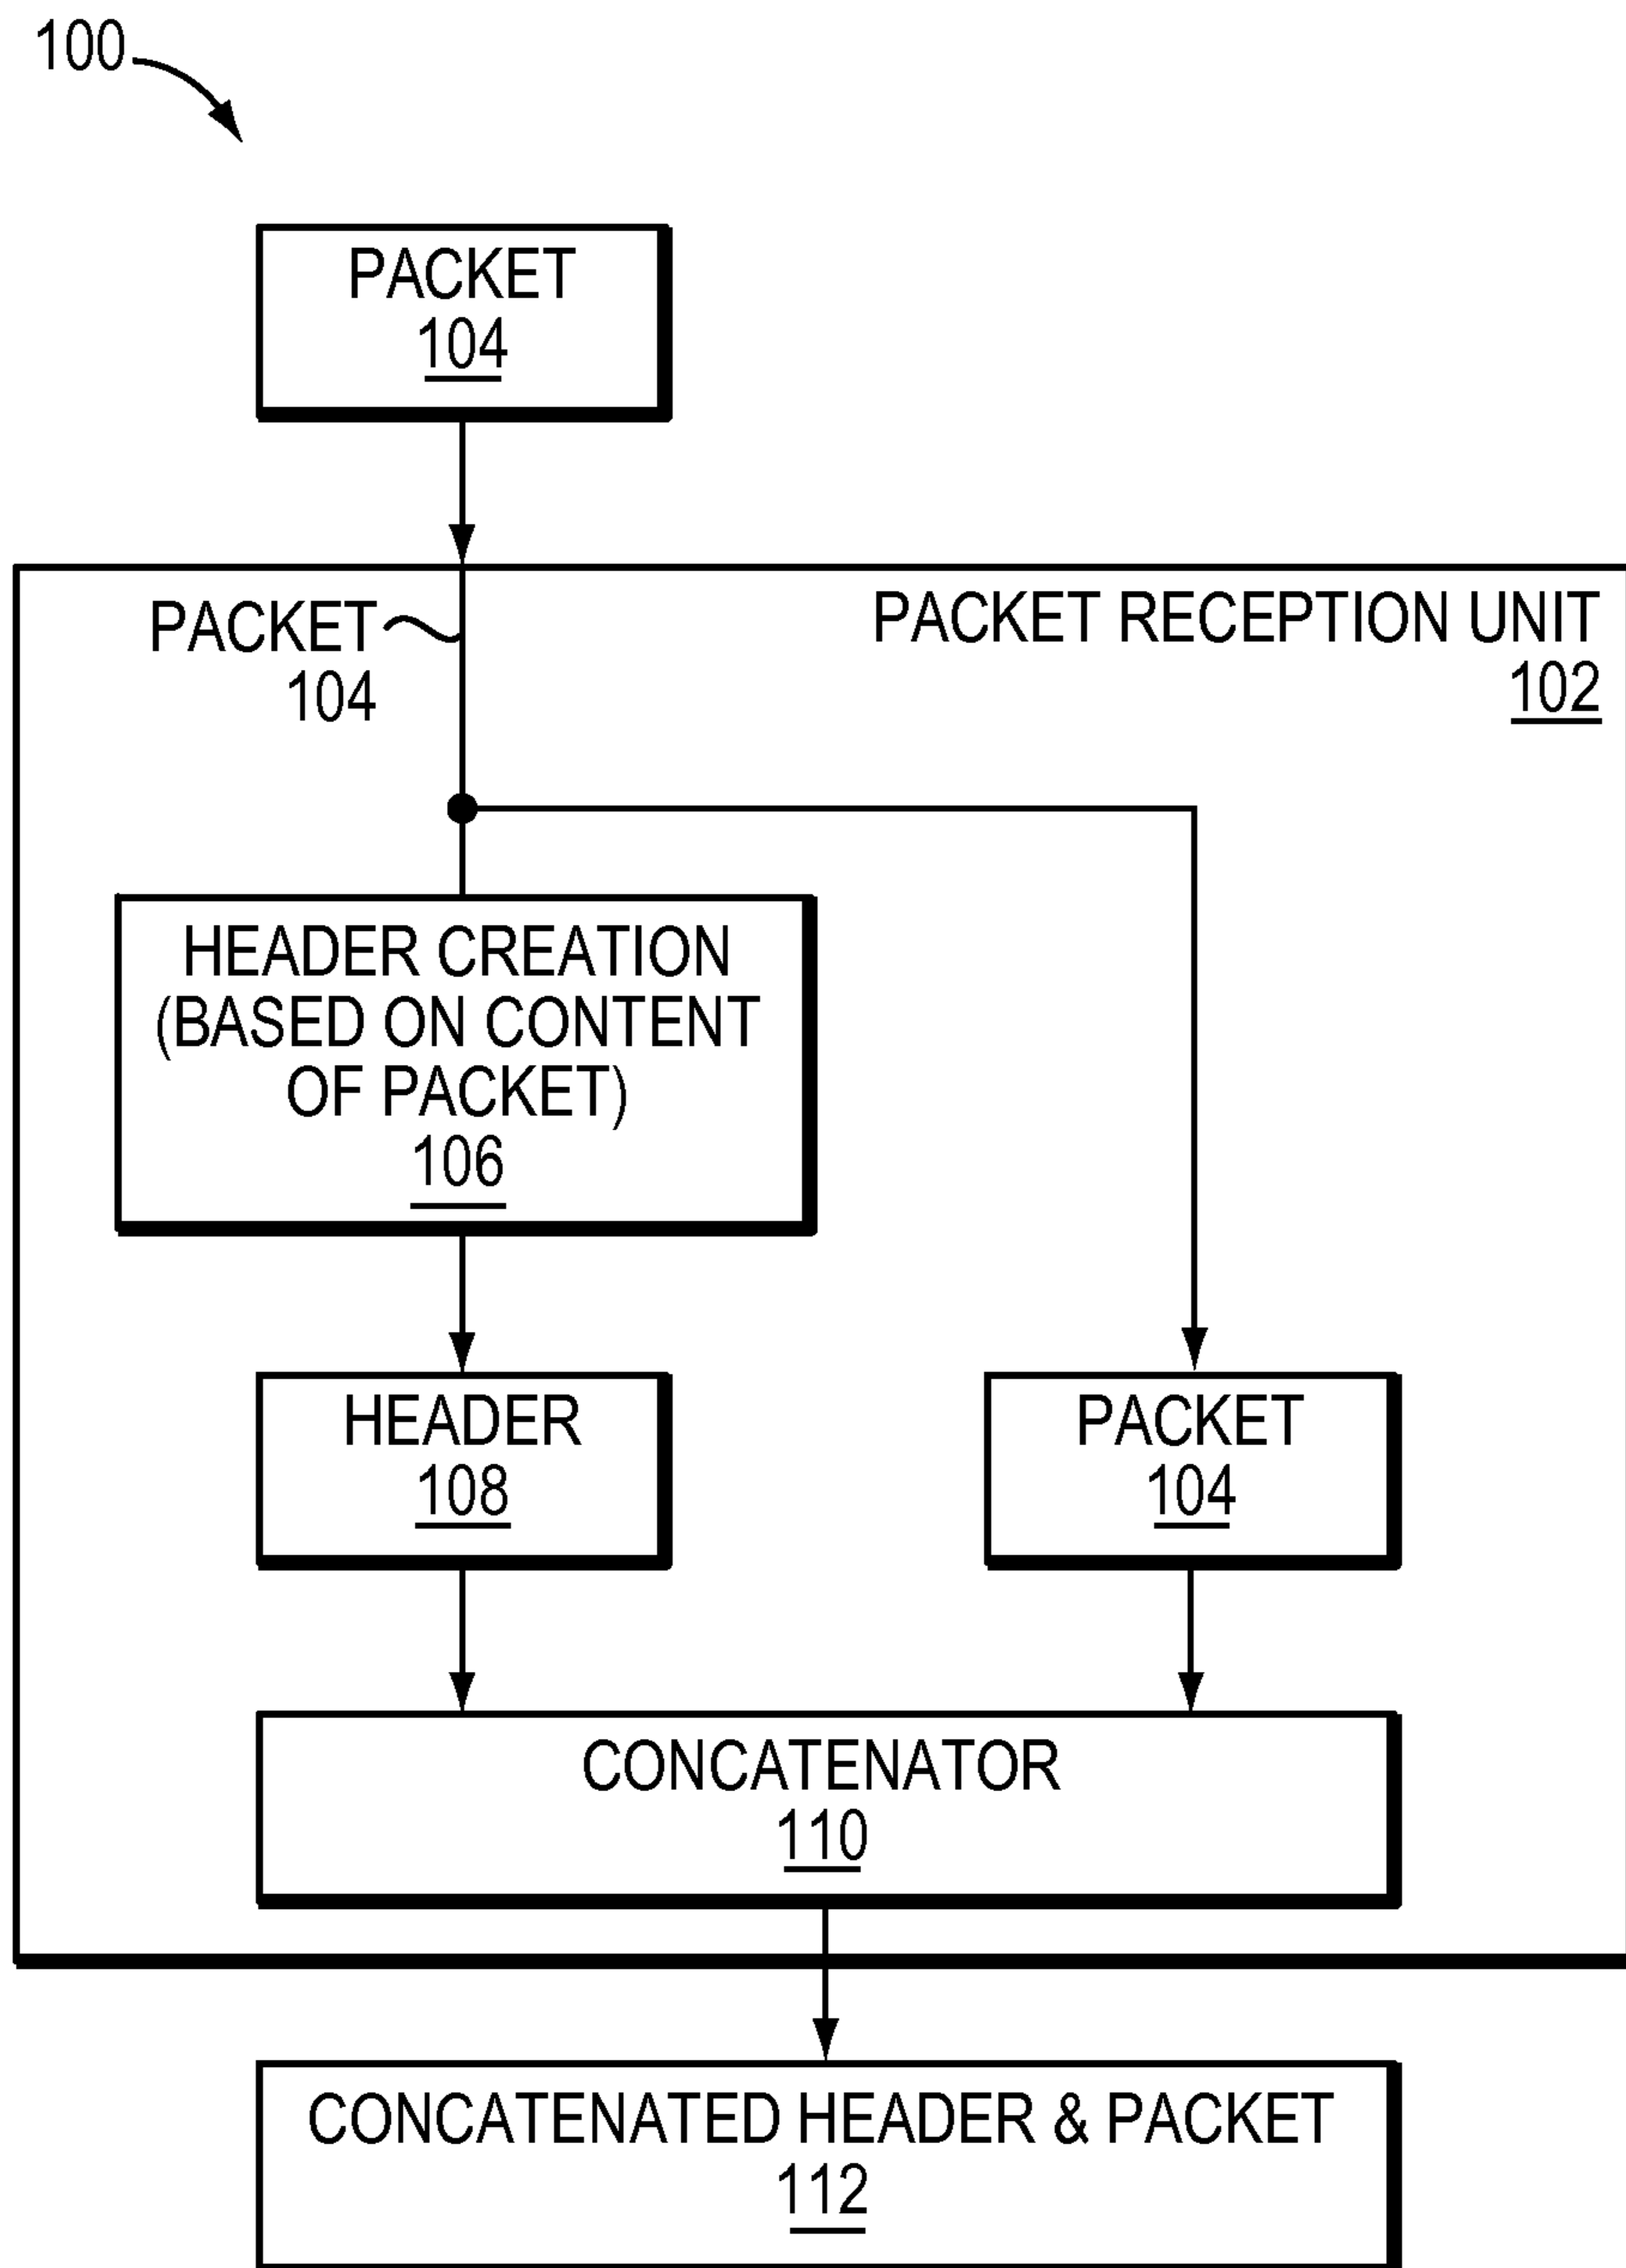 100
PACKET
104
PACKET
104
PACKET RECEPTION UNIT
102
HEADER CREATION
(BASED ON CONTENT
OF PACKET)
106
HEADER
108
PACKET
104
CONCATENATOR
110
CONCATENATED HEADER & PACKET
112